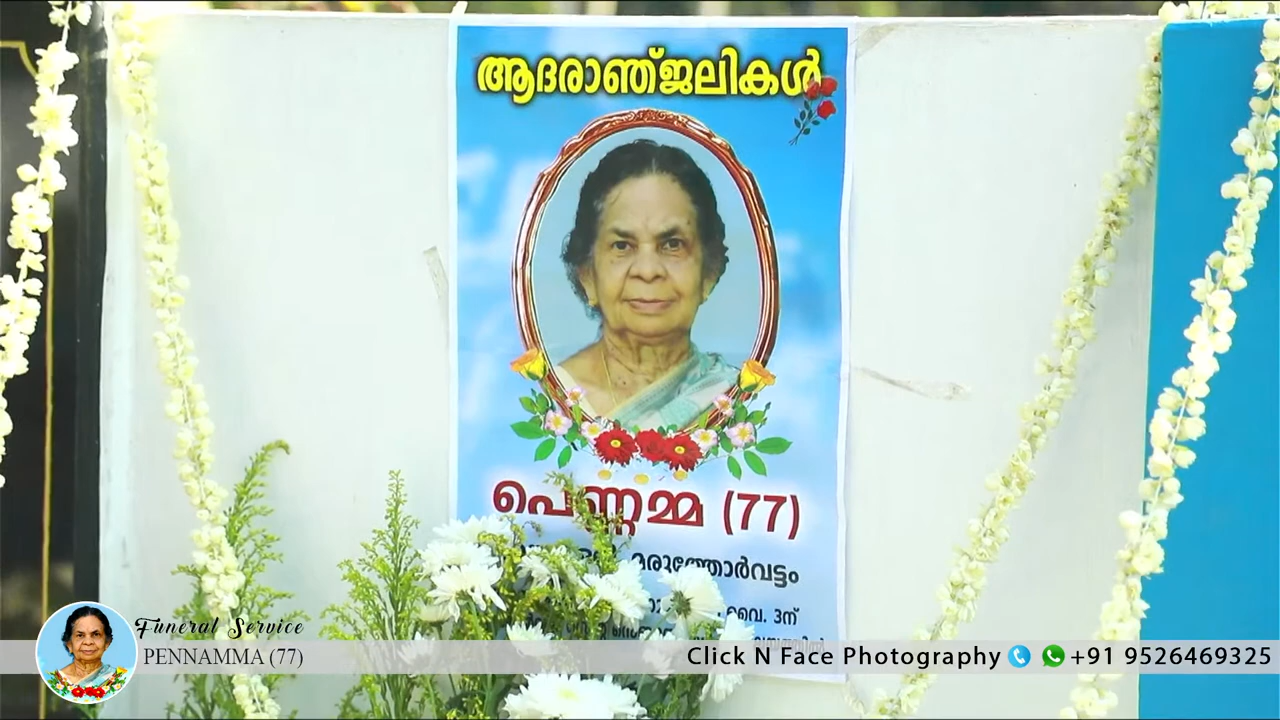 ആദരാഞ്ജലികൾ
പെണ്ണമ്മ (77)
മരുത്തോർവട്ടം
വൈ. 3ന്
Funeral Service
PENNAMMA (77)
Click N Face Photography +91 9526469325